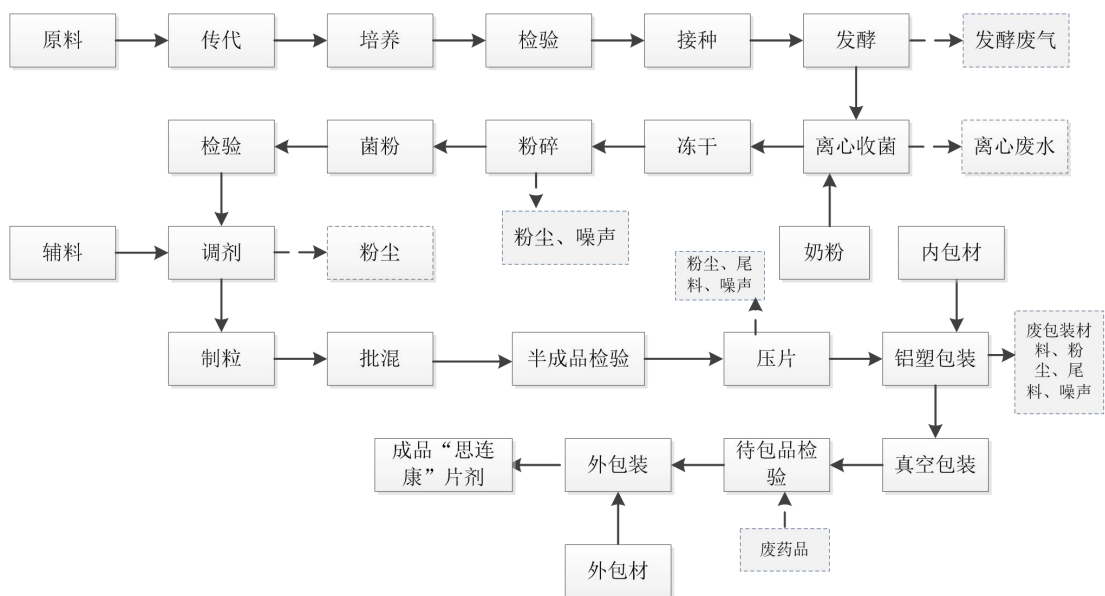 原料
传代
培养
检验
接种
发酵
发酵废气
检验
菌粉
粉碎
冻干
离心收菌
离心废水
辅料
调剂
粉尘
粉尘、噪声
粉尘、尾
料、噪声
奶粉
内包材
制粒
批混
半成品检验
压片
铝塑包装
废包装材
料、粉
尘、尾
料、噪声
成品“思连
康”片剂
外包装
待包品检
验
真空包装
外包材
废药品